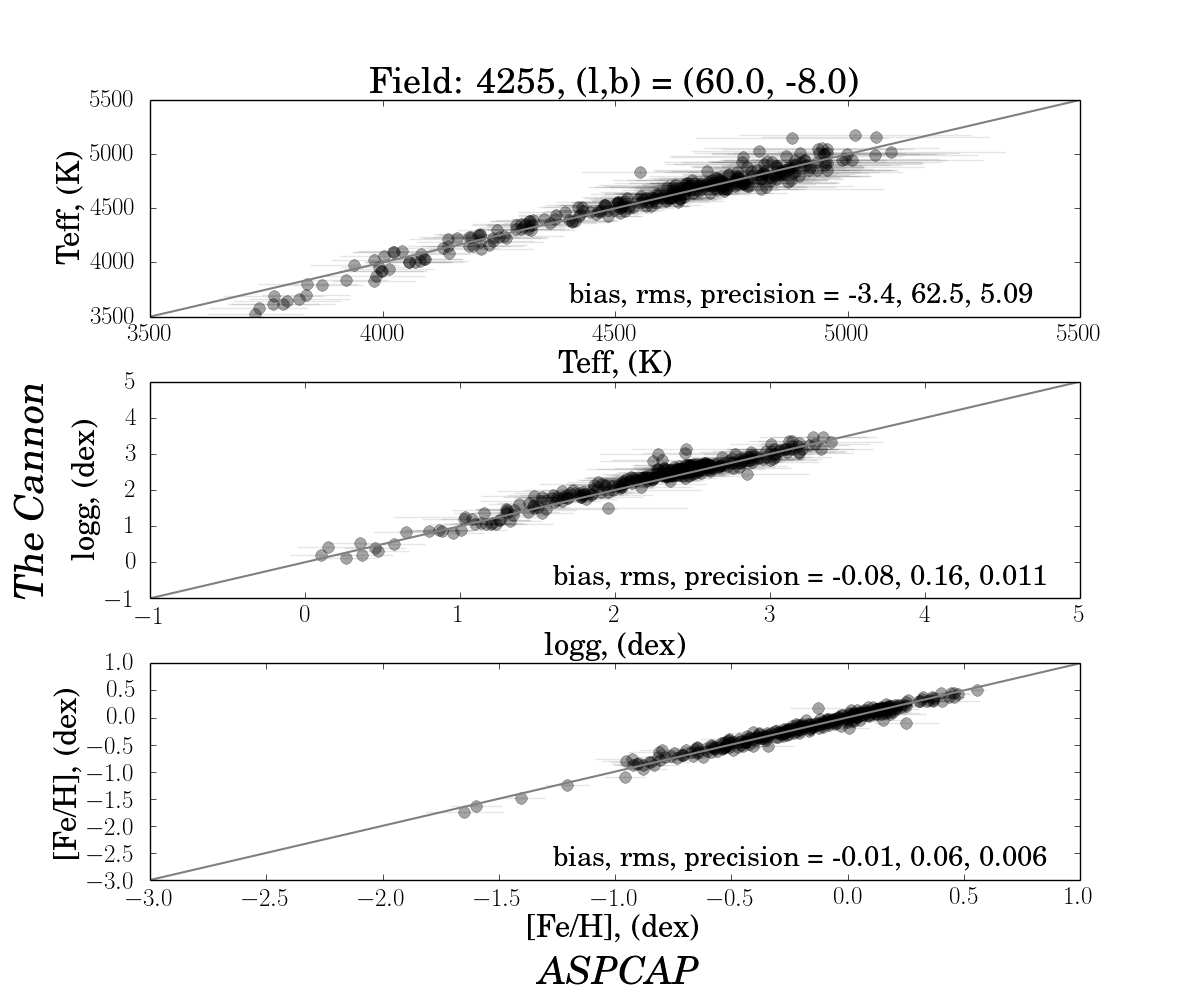 Field: 4255, (l,b) = (60.0, -8.0)
5500
5000
4500
4000
3500
Teff, (K)
bias, rms, precision = -3.4, 62.5, 5.09
3500 4000 4500 5000 5500
Teff, (K)
The Cannon
5
4
3
2
1
0
−1
logg, (dex)
bias, rms, precision = -0.08, 0.16, 0.011
−1 0 1 2 3 4 5
logg, (dex)
1.0
0.5
0.0
−0.5
−1.0
−1.5
−2.0
−2.5
−3.0
[Fe/H], (dex)
bias, rms, precision = -0.01, 0.06, 0.006
−3.0 −2.5 −2.0 −1.5 −1.0 −0.5 0.0 0.5 1.0
[Fe/H], (dex)
ASPCAP